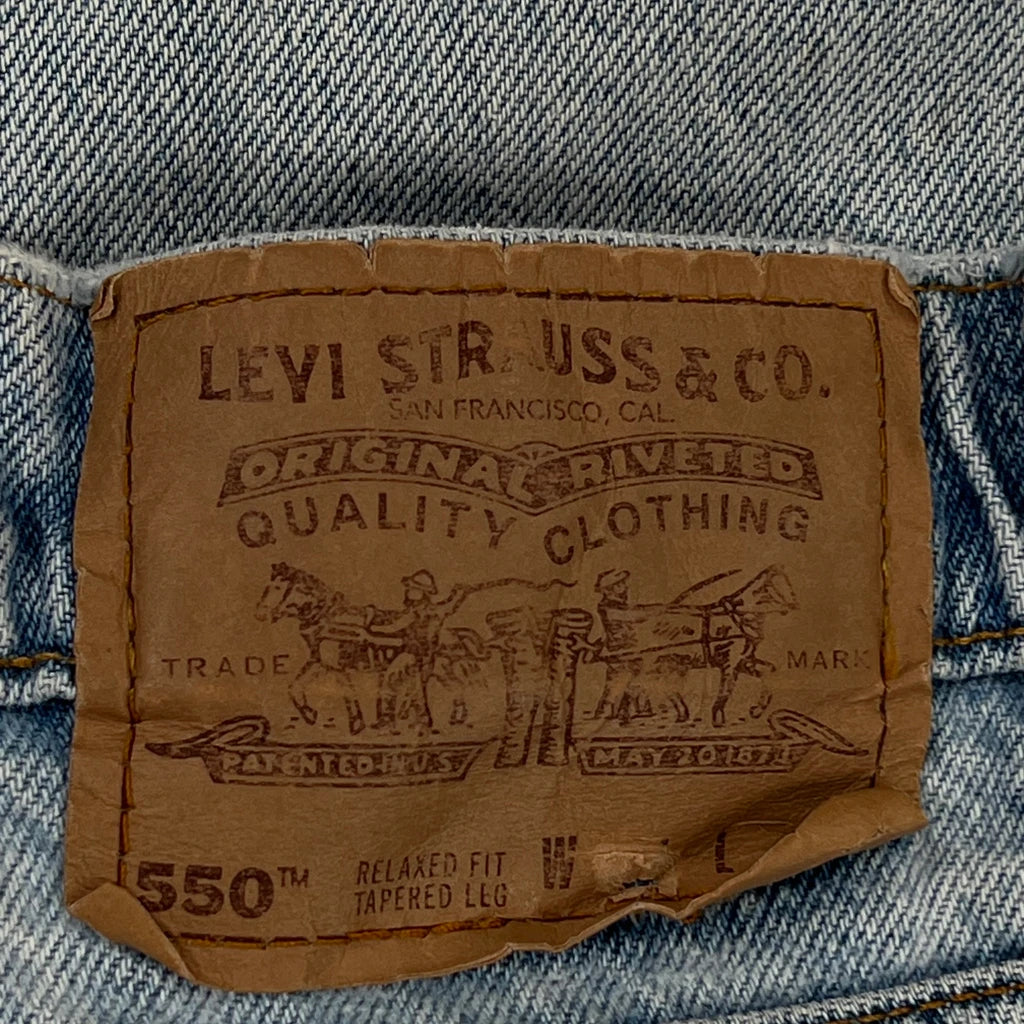 LEVI STRAUSS & CO.
SAN FRANCISCO, CAL.
ORIGINAL RIVETED
QUALITY CLOTHING
TRADE MARK
PATENTED IN U.S. MAY 20 1873
550™ RELAXED FIT W L
TAPERED LEG